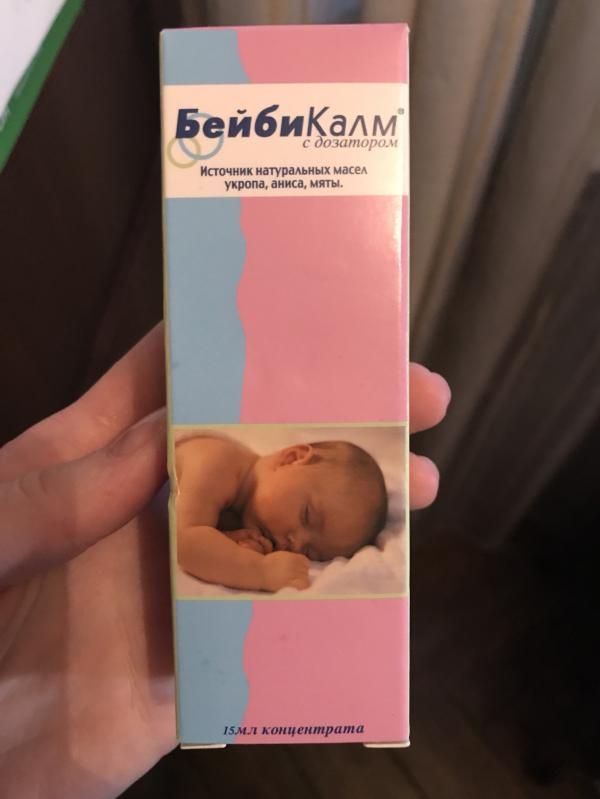 БейбиКалм®
с дозатором
Источник натуральных масел
укропа, аниса, мяты.
15мл концентрата